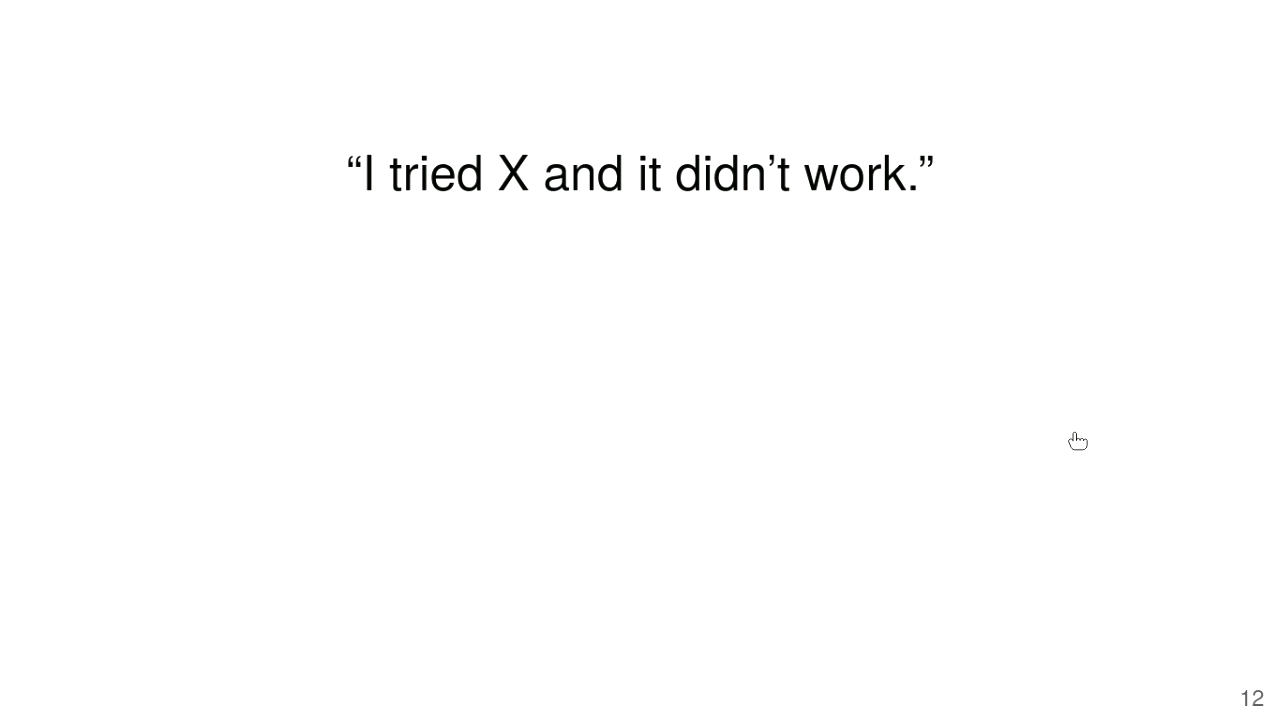 “I tried X and it didn’t work.”
12